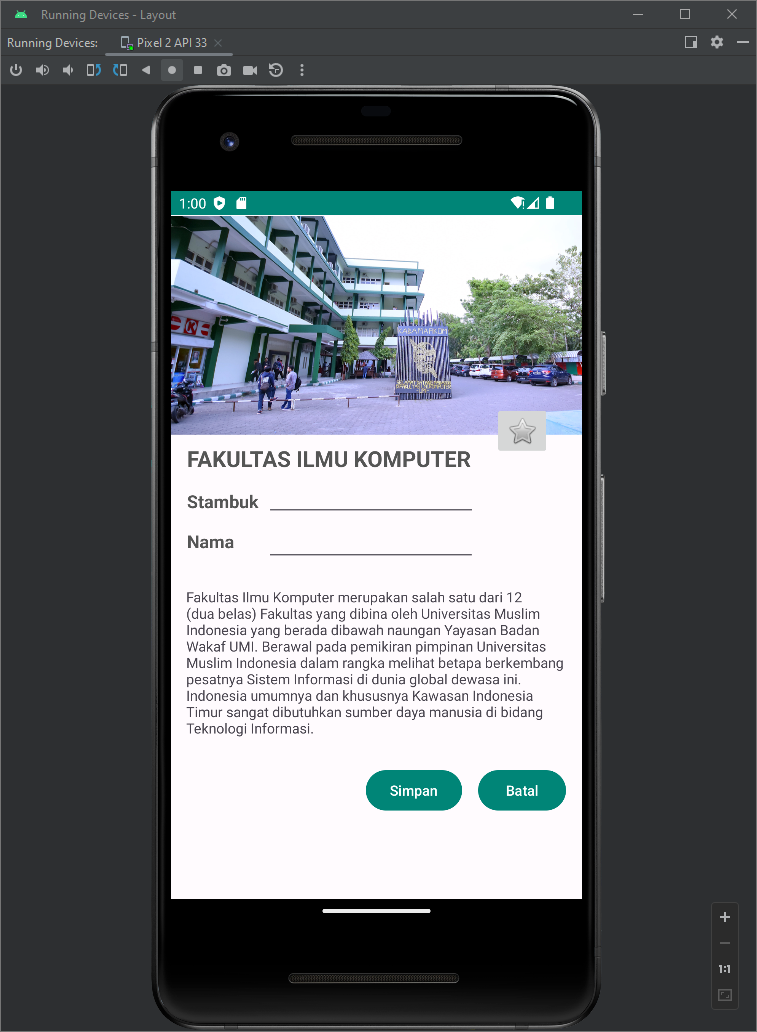 Running Devices - Layout
Running Devices: Pixel 2 API 33
1:00
FAKULTAS ILMU KOMPUTER
Stambuk
Nama
Fakultas Ilmu Komputer merupakan salah satu dari 12
(dua belas) Fakultas yang dibina oleh Universitas Muslim
Indonesia yang berada dibawah naungan Yayasan Badan
Wakaf UMI. Berawal pada pemikiran pimpinan Universitas
Muslim Indonesia dalam rangka melihat betapa berkembang
pesatnya Sistem Informasi di dunia global dewasa ini.
Indonesia umumnya dan khususnya Kawasan Indonesia
Timur sangat dibutuhkan sumber daya manusia di bidang
Teknologi Informasi.
Simpan Batal
1:1